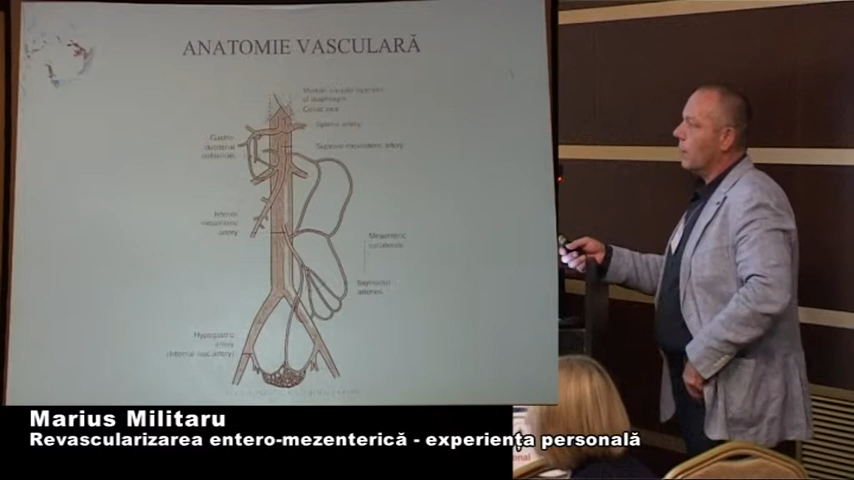 ANATOMIE VASCULARĂ
Celiac axis
Splenic artery
Gastro-
duodenal
collaterals
Superior mesenteric artery
Inferior
mesenteric
artery
Mesenteric
collaterals
Sigmoidal
arteries
Hypogastric
artery
(internal iliac artery)
Marius Militaru
Revascularizarea entero-mezenterică - experiența personală